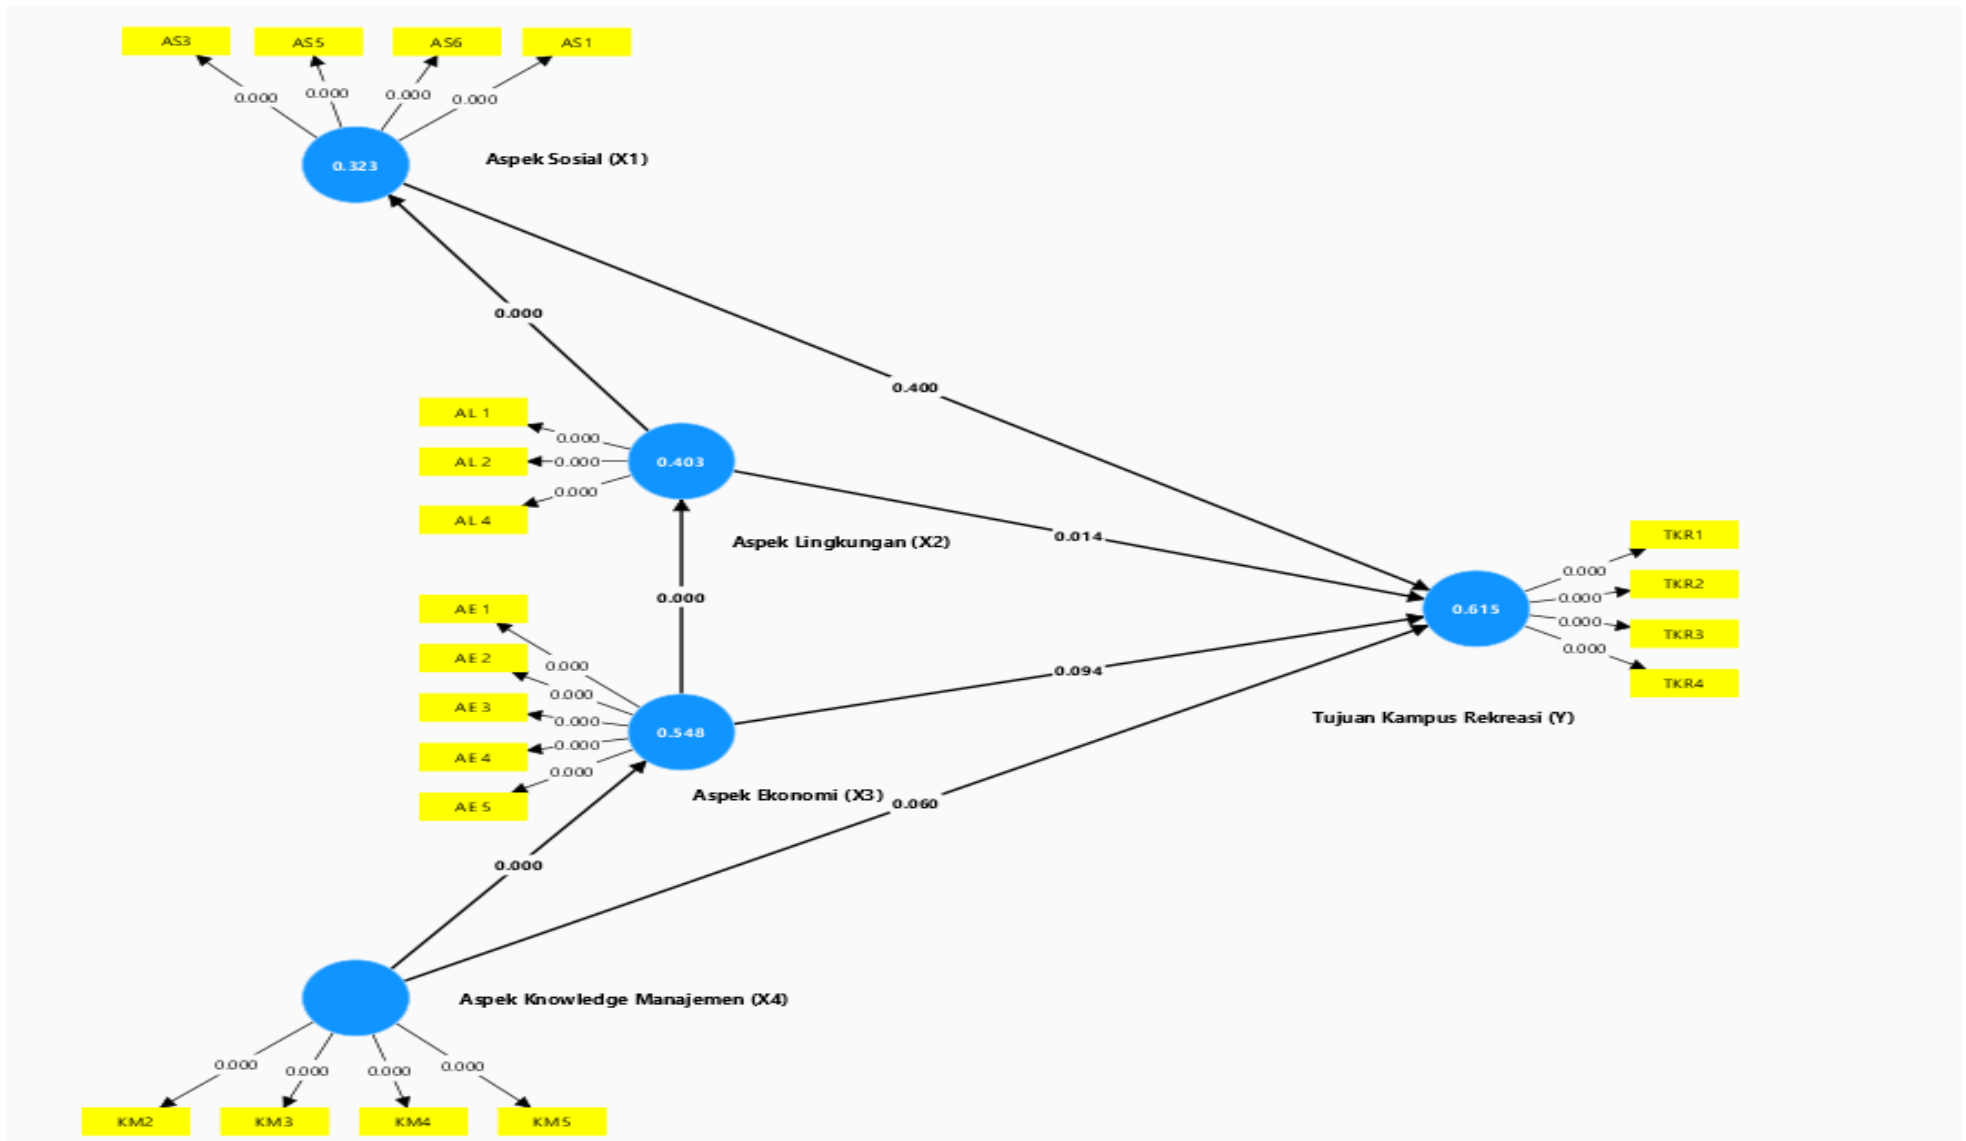 AS3 AS5 AS6 AS1
0.000 0.000 0.000 0.000
0.323
Aspek Sosial (X1)
0.000
0.400
AL 1
0.000
AL 2
0.000
0.403
0.000
AL 4
0.014
Aspek Lingkungan (X2)
TKR1
0.000
TKR2
0.000
0.615
0.000
TKR3
0.000
TKR4
0.000
AE 1
0.000
AE 2
0.000
AE 3
0.000
0.548
0.000
AE 4
0.000
AE 5
0.094
Tujuan Kampus Rekreasi (Y)
Aspek Ekonomi (X3)
0.060
0.000
Aspek Knowledge Manajemen (X4)
0.000 0.000 0.000 0.000
KM2 KM3 KM4 KM5